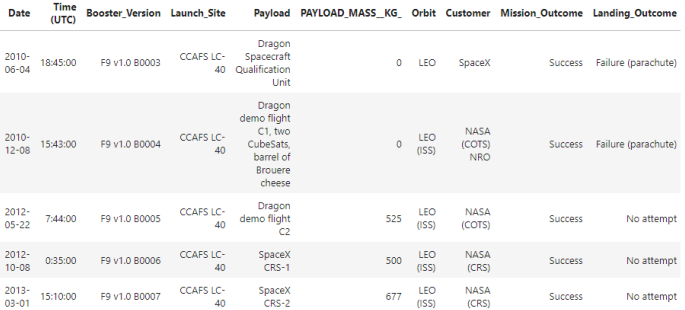 Date Time (UTC) Booster_Version Launch_Site Payload PAYLOAD_MASS__KG_ Orbit Customer Mission_Outcome Landing_Outcome
2010-06-04 18:45:00 F9 v1.0 B0003 CCAFS LC-40 Dragon Spacecraft Qualification Unit 0 LEO SpaceX Success Failure (parachute)
2010-12-08 15:43:00 F9 v1.0 B0004 CCAFS LC-40 Dragon demo flight C1, two CubeSats, barrel of Brouere cheese 0 LEO (ISS) NASA (COTS) NRO Success Failure (parachute)
2012-05-22 7:44:00 F9 v1.0 B0005 CCAFS LC-40 Dragon demo flight C2 525 LEO (ISS) NASA (COTS) Success No attempt
2012-10-08 0:35:00 F9 v1.0 B0006 CCAFS LC-40 SpaceX CRS-1 500 LEO (ISS) NASA (CRS) Success No attempt
2013-03-01 15:10:00 F9 v1.0 B0007 CCAFS LC-40 SpaceX CRS-2 677 LEO (ISS) NASA (CRS) Success No attempt